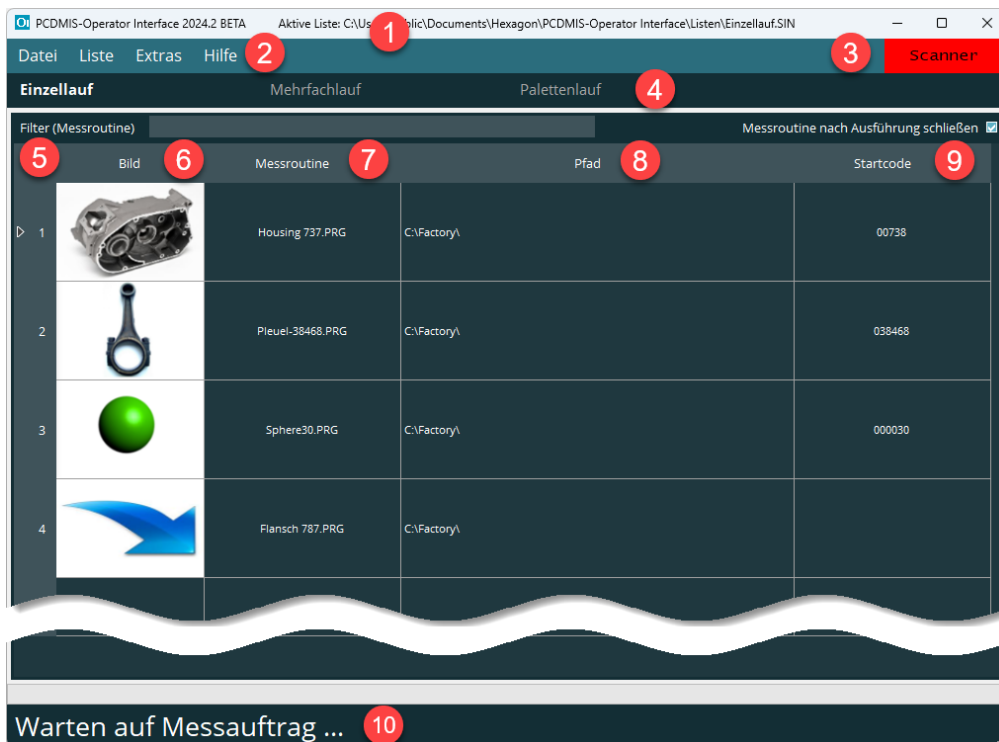 PCDMIS-Operator Interface 2024.2 BETA Aktive Liste: C:\Us blic\Documents\Hexagon\PCDMIS-Operator Interface\Listen\Einzellauf.SIN
1
Datei Liste Extras Hilfe 2 3 Scanner
Einzellauf Mehrfachlauf Palettenlauf 4
Filter (Messroutine) Messroutine nach Ausführung schließen
5 Bild 6 Messroutine 7 Pfad 8 Startcode 9
1 Housing 737.PRG C:\Factory\ 00738
2 Pleuel-38468.PRG C:\Factory\ 038468
3 Sphere30.PRG C:\Factory\ 000030
4 Flansch 787.PRG C:\Factory\
Warten auf Messauftrag ... 10